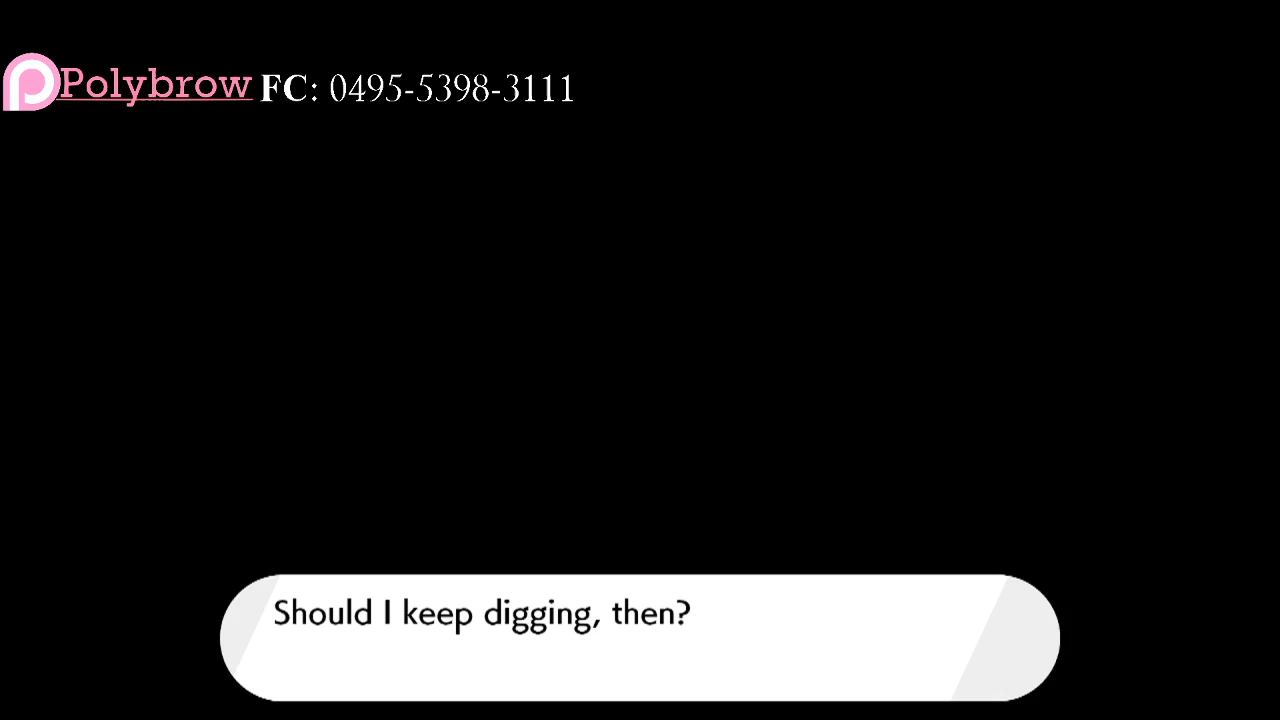 Polybrow FC: 0495-5398-3111
Should I keep digging, then?